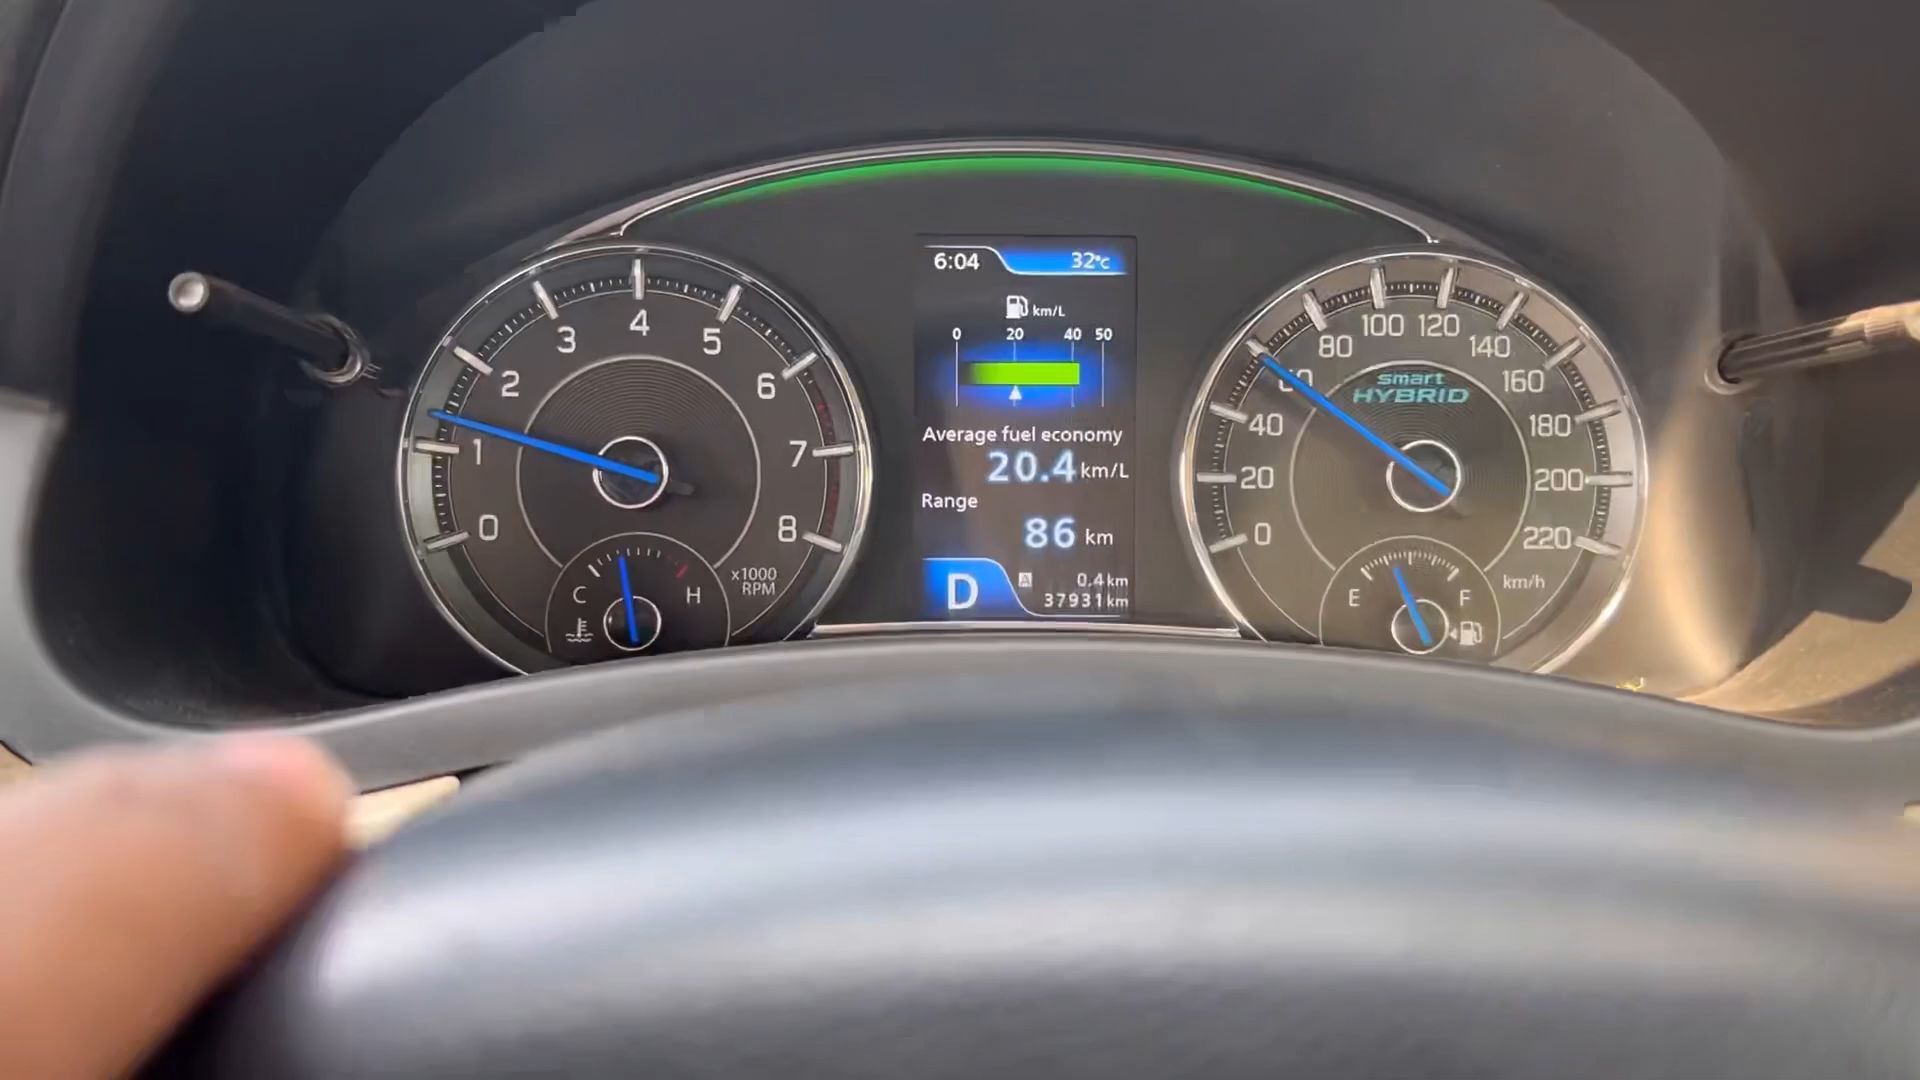 6:04 32°C
km/L
0 20 40 50
Average fuel economy
20.4 km/L
Range
86 km
D
A 0.4 km
37931 km
0 1 2 3 4 5 6 7 8
x1000
RPM
C H
0 20 40 60 80 100 120 140 160 180 200 220
smart
HYBRID
km/h
E F